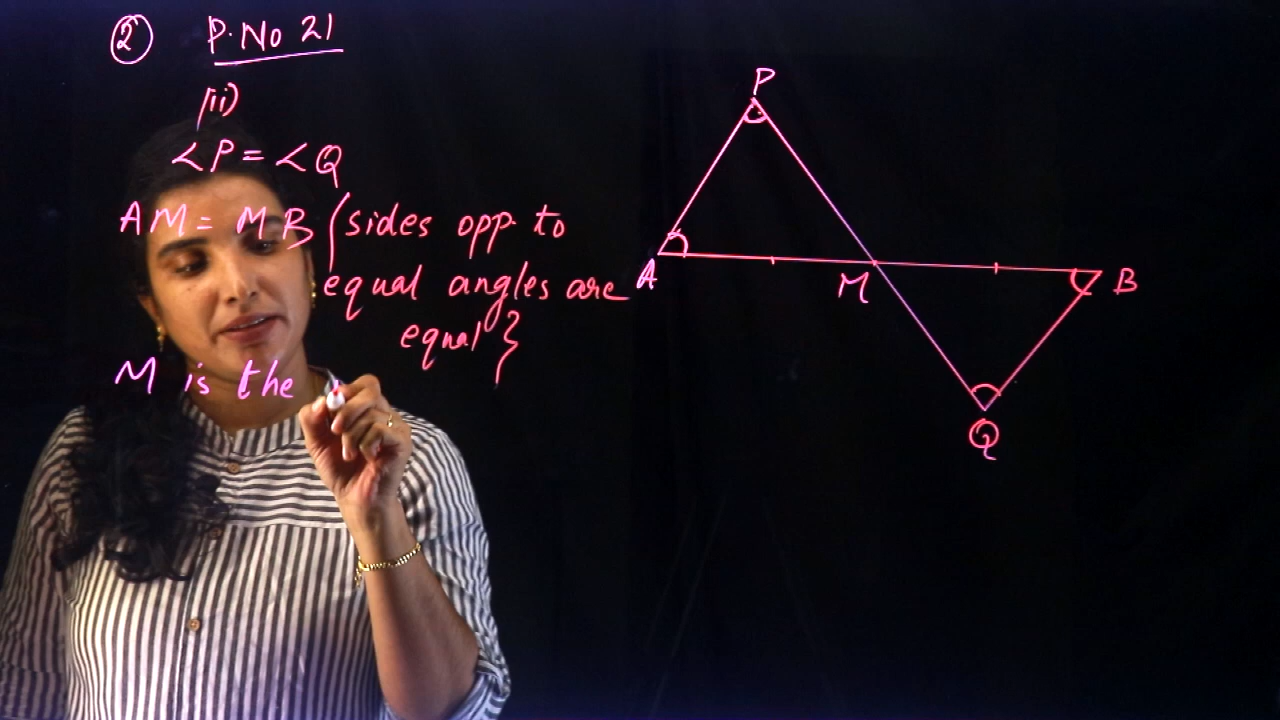 ② P.No 21
(ii)
<P = <Q
AM = MB {sides opp. to
equal angles are
equal}
M is the
P
A
M
B
Q